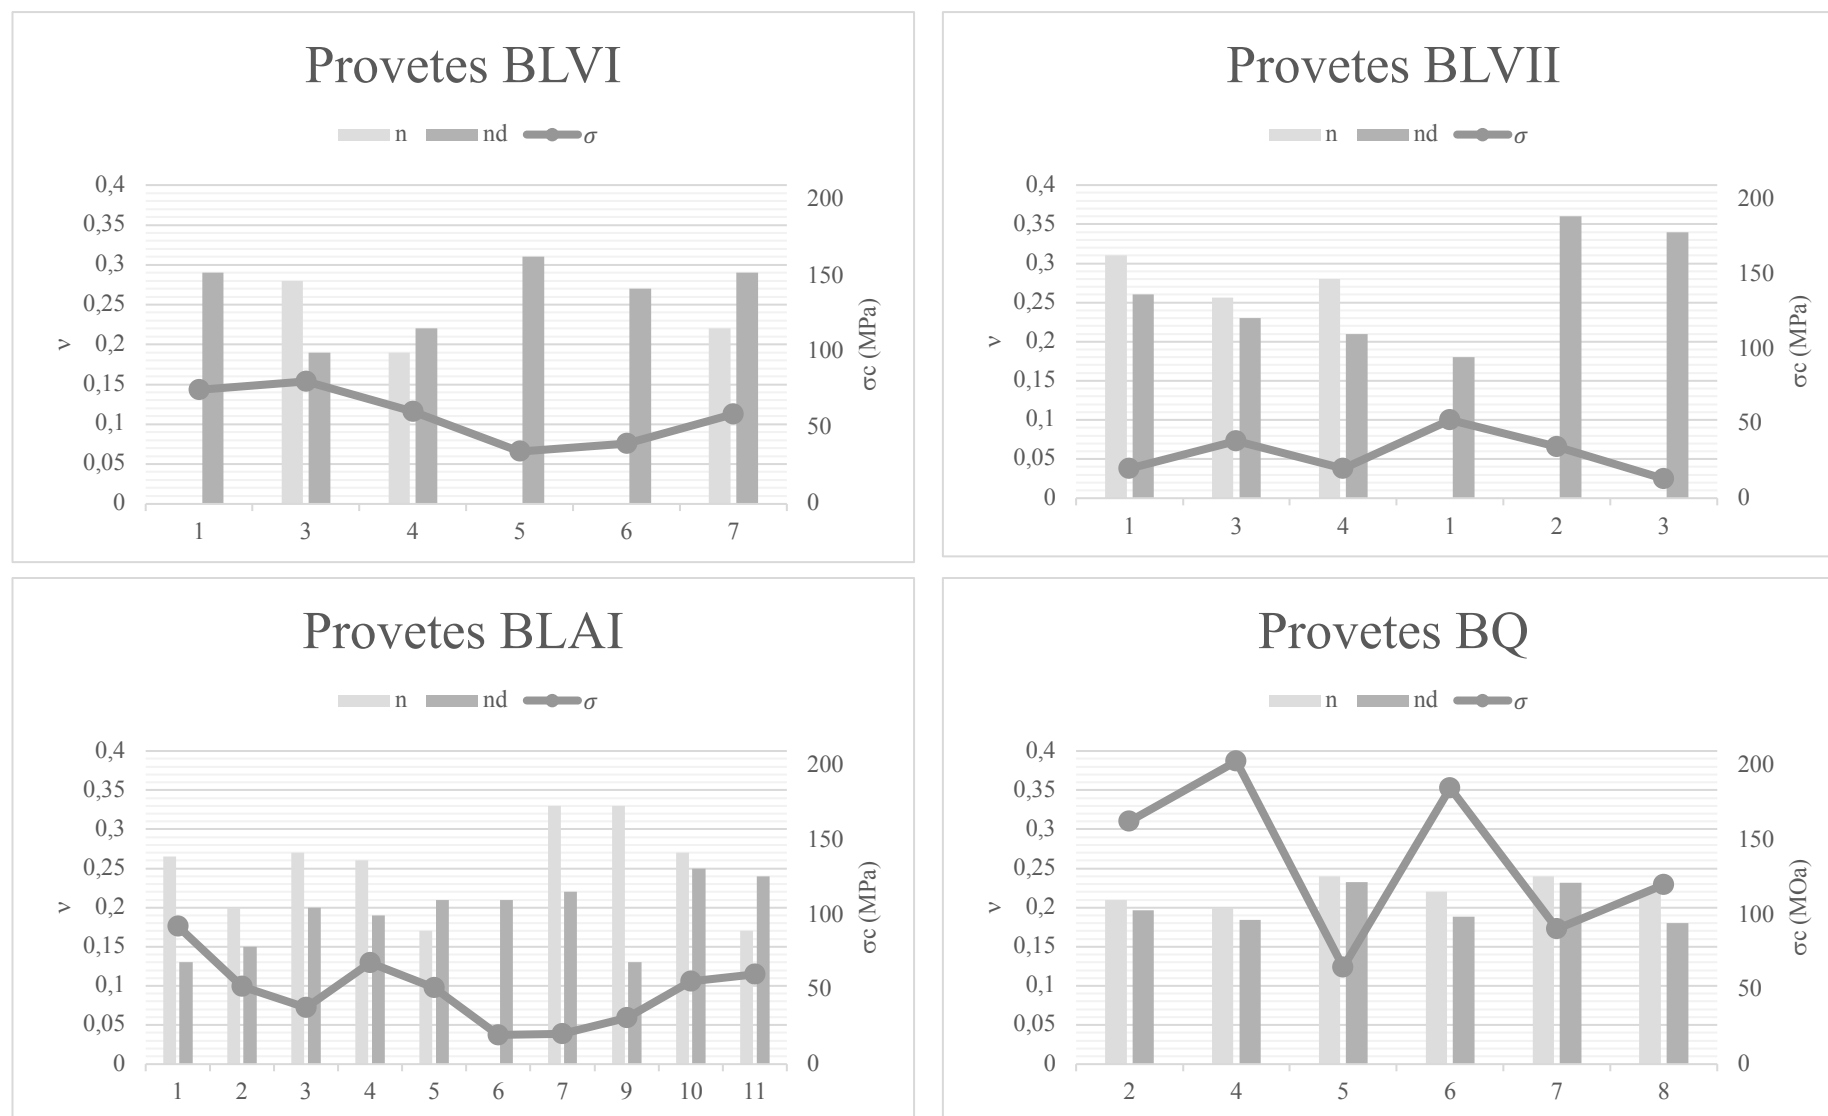 Provetes BLVI
n nd σ
0,4
0,35
0,3
0,25
0,2
0,15
0,1
0,05
0
ν
200
150
100
50
0
σc (MPa)
1 3 4 5 6 7
Provetes BLVII
n nd σ
0,4
0,35
0,3
0,25
0,2
0,15
0,1
0,05
0
ν
200
150
100
50
0
σc (MPa)
1 3 4 1 2 3
Provetes BLAI
n nd σ
0,4
0,35
0,3
0,25
0,2
0,15
0,1
0,05
0
ν
200
150
100
50
0
σc (MPa)
1 2 3 4 5 6 7 9 10 11
Provetes BQ
n nd σ
0,4
0,35
0,3
0,25
0,2
0,15
0,1
0,05
0
ν
200
150
100
50
0
σc (MOa)
2 4 5 6 7 8